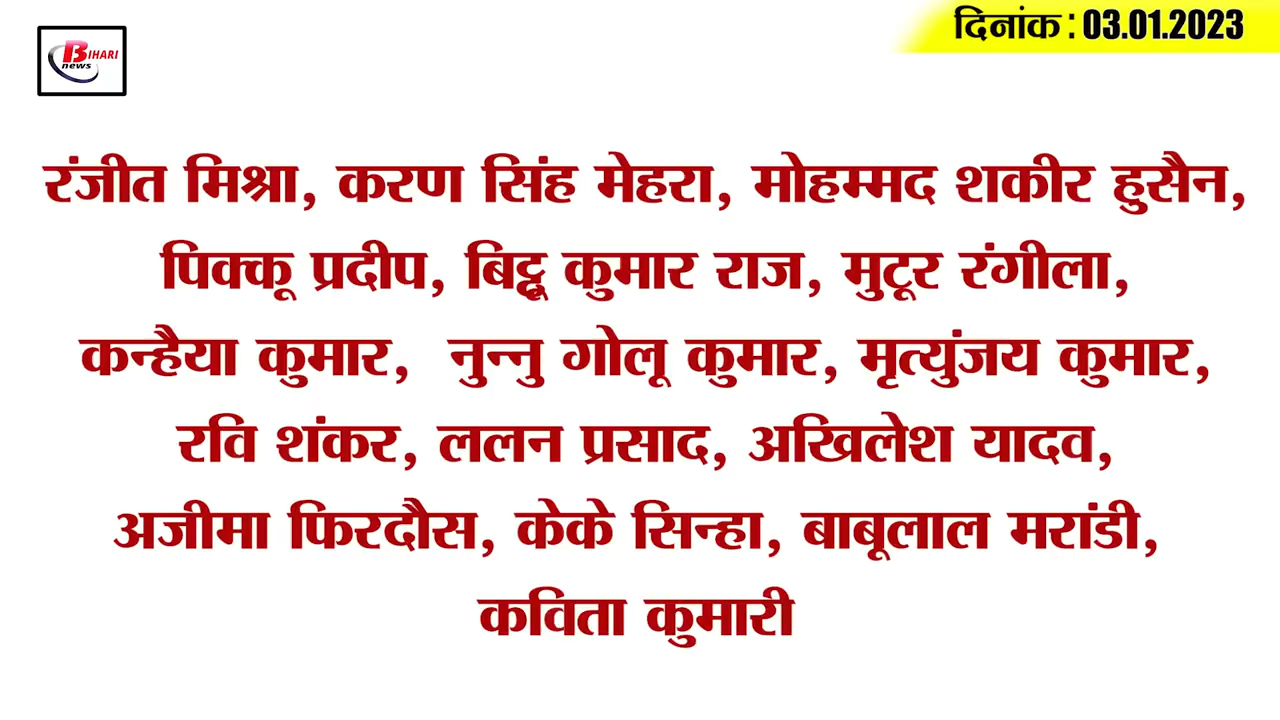 BIHARI
news
दिनांक : 03.01.2023
रंजीत मिश्रा, करण सिंह मेहरा, मोहम्मद शकीर हुसैन,
पिक्कू प्रदीप, बिट्टू कुमार राज, मुटूर रंगीला,
कन्हैया कुमार, नुन्नु गोलू कुमार, मृत्युंजय कुमार,
रवि शंकर, ललन प्रसाद, अखिलेश यादव,
अजीमा फिरदौस, केके सिन्हा, बाबूलाल मरांडी,
कविता कुमारी